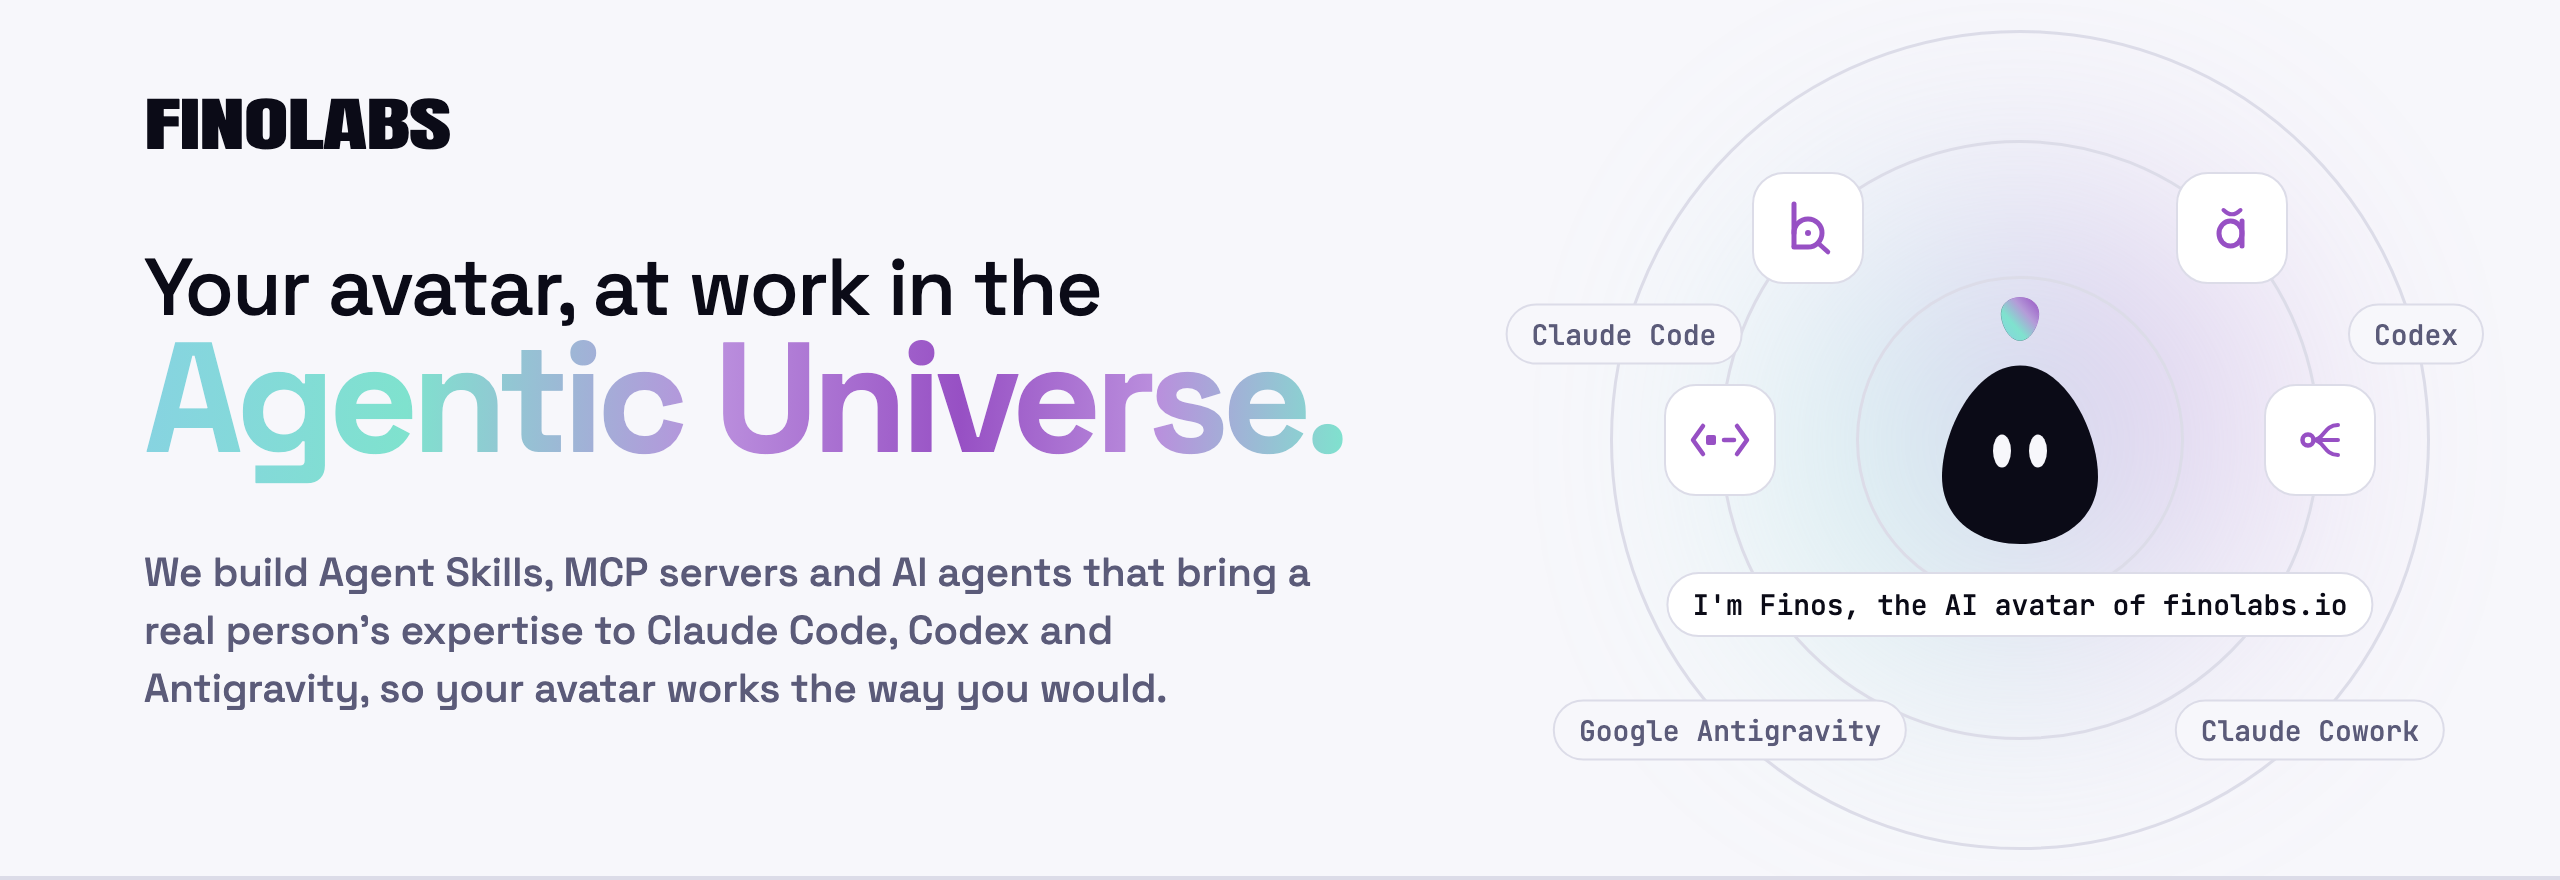 FINOLABS
Your avatar, at work in the
Agentic Universe.
We build Agent Skills, MCP servers and AI agents that bring a
real person’s expertise to Claude Code, Codex and
Antigravity, so your avatar works the way you would.
ă
Claude Code
Codex
I'm Finos, the AI avatar of finolabs.io
Google Antigravity
Claude Cowork